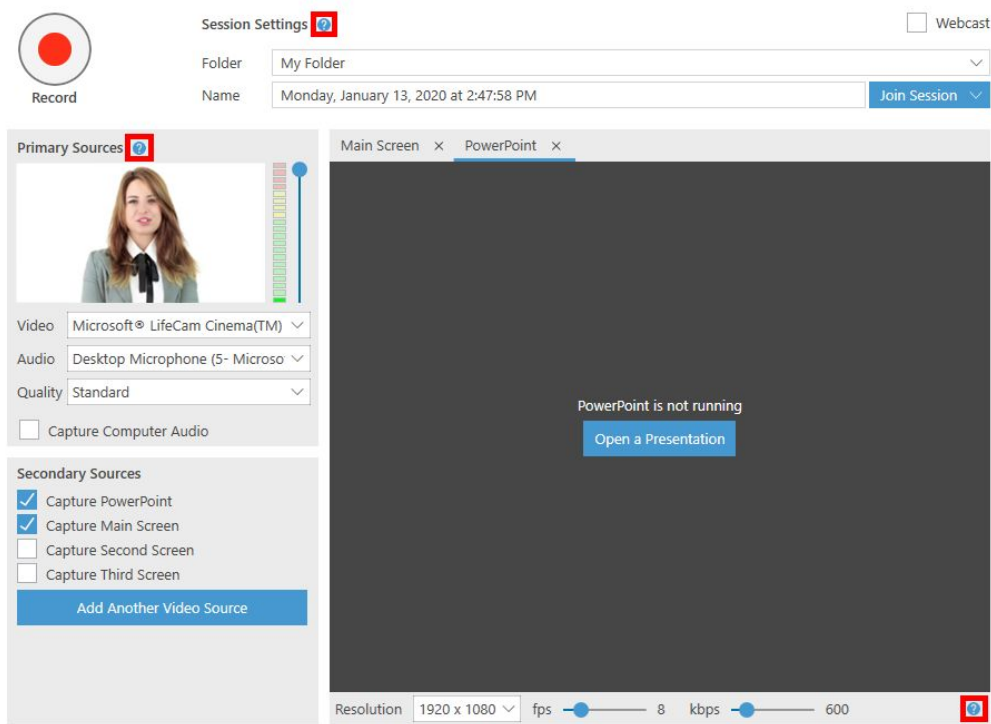 Session Settings ?
Webcast
Folder My Folder
Record
Name Monday, January 13, 2020 at 2:47:58 PM Join Session
Primary Sources ?
Main Screen × PowerPoint ×
Video Microsoft® LifeCam Cinema(TM)
Audio Desktop Microphone (5- Microso
Quality Standard
Capture Computer Audio
PowerPoint is not running
Open a Presentation
Secondary Sources
Capture PowerPoint
Capture Main Screen
Capture Second Screen
Capture Third Screen
Add Another Video Source
Resolution 1920 x 1080 fps 8 kbps 600 ?